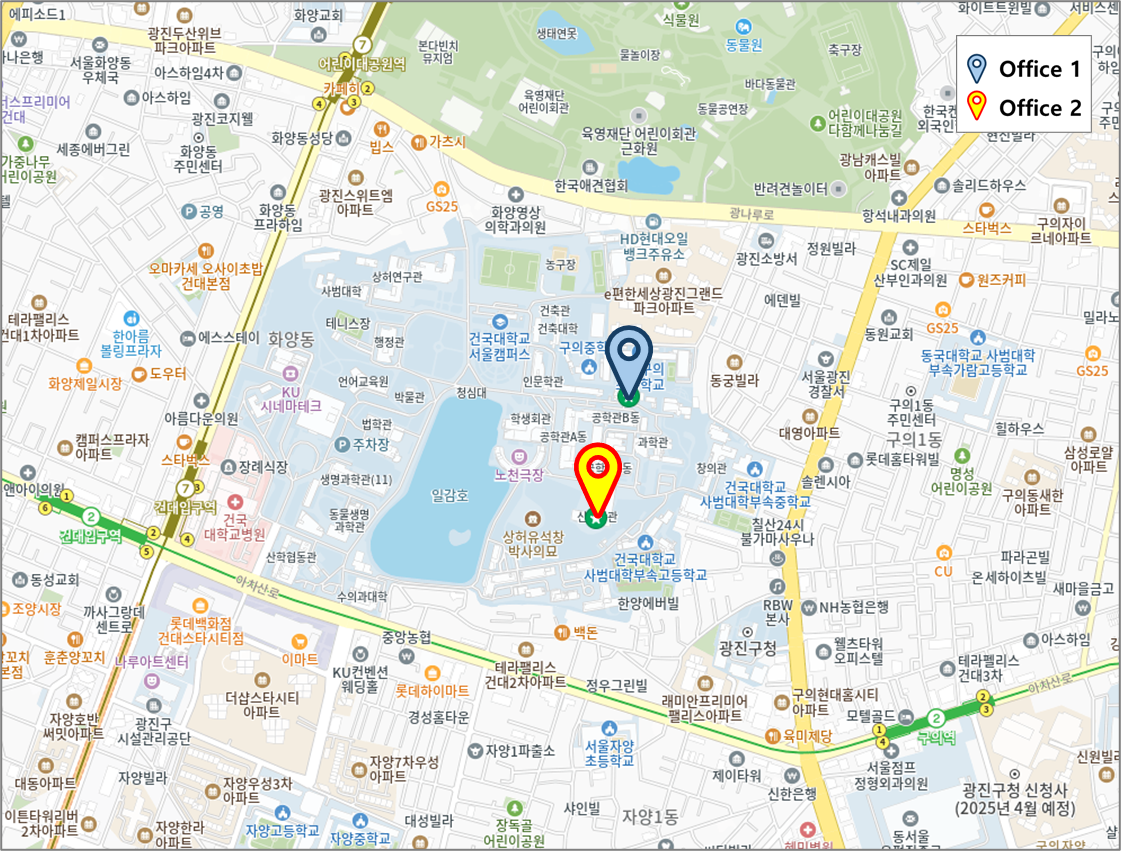 에피소드1
화양교회
광진두산위브
파크아파트
서울화양동
우체국
아스하임4차
아스하임
광진코지웰
세종에버그린
화양동
주민센터
화양동성당
어린이대공원역
7
카페히
2
3
4
빕스
가츠시
본다빈치
뮤지엄
생태연못
식물원
동물원
물놀이장
축구장
바다동물관
육영재단
어린이회관
동물공연장
육영재단 어린이회관
근화원
어린이대공원
다함께나눔길
한국애견협회
반려견놀이터
광남캐스빌
아파트
화이트트윈빌
서비스센
Office 1
Office 2
공영
화양동
프라하임
광진스위트엠
아파트
GS25
화양영상
의학과의원
광나루로
항석내과의원
솔리드하우스
스타벅스
구의자이
르네아파트
HD현대오일
뱅크주유소
광진소방서
정원빌라
SC제일
산부인과의원
원즈커피
오마카세 오사이초밥
건대본점
상허연구관
사범대학
농구장
e편한세상광진그랜드
파크아파트
에덴빌
테라팰리스
건대1차아파트
한아름
볼링프라자
에스스테이
화양동
테니스장
행정관
건국대학교
서울캠퍼스
건축관
건축대학
동원교회
GS25
동국대학교 사범대학
부속가람고등학교
GS25
화양제일시장
도우터
KU
시네마테크
언어교육원
박물관
청심대
인문학관
동궁빌라
서울광진
경찰서
구의1동
주민센터
구의1동
힐하우스
아름다운의원
법학관
주차장
학생회관
공학관B동
공학관A동
과학관
대영아파트
캠퍼스프라자
아파트
스타벅스
장례식장
생명과학관(11)
노천극장
창의관
롯데홈타워빌
솔렌시아
명성
어린이공원
삼성로얄
아파트
앤아이의원
1
6
2
건대입구역
7
3
건대입구역
2
4
5
건국
대학교병원
동물생명
과학관
일감호
상허유석창
박사의묘
건국대학교
사범대학부속중학교
구의동새한
아파트
칠산24시
불가마사우나
산학협동관
건국대학교
사범대학부속고등학교
CU
파라곤빌
온세하이츠빌
동성교회
까사그랑데
센트로
아차산로
수의과대학
한양에버빌
RBW
본사
NH농협은행
새마을금고
조양시장
롯데백화점
건대스타시티점
이마트
중앙농협
백돈
광진구청
웰츠타워
오피스텔
아스하임
훈춘양꼬치
나루아트센터
KU컨벤션
웨딩홀
롯데하이마트
테라팰리스
건대2차아파트
정우그린빌
테라펠리스
건대3차
아차산로
더샵스타시티
아파트
경성홈타운
래미안프리미어
팰리스아파트
구의현대홈시티
아파트
모텔골드
2
3
2
구의역
1
4
자양호반
써밋아파트
광진구
시설관리공단
자양1파출소
서울자양
초등학교
육미제당
서울점프
정형외과의원
신원빌리
대동아파트
자양빌라
자양우성3차
아파트
자양7차우성
아파트
제이타워
신한은행
광진구청 신청사
(2025년 4월 예정)
이튼타워리버
2차아파트
자양한라
아파트
자양고등학교
자양중학교
대성빌라
장독골
어린이공원
샤인빌
자양1동
혜민병원
동서울